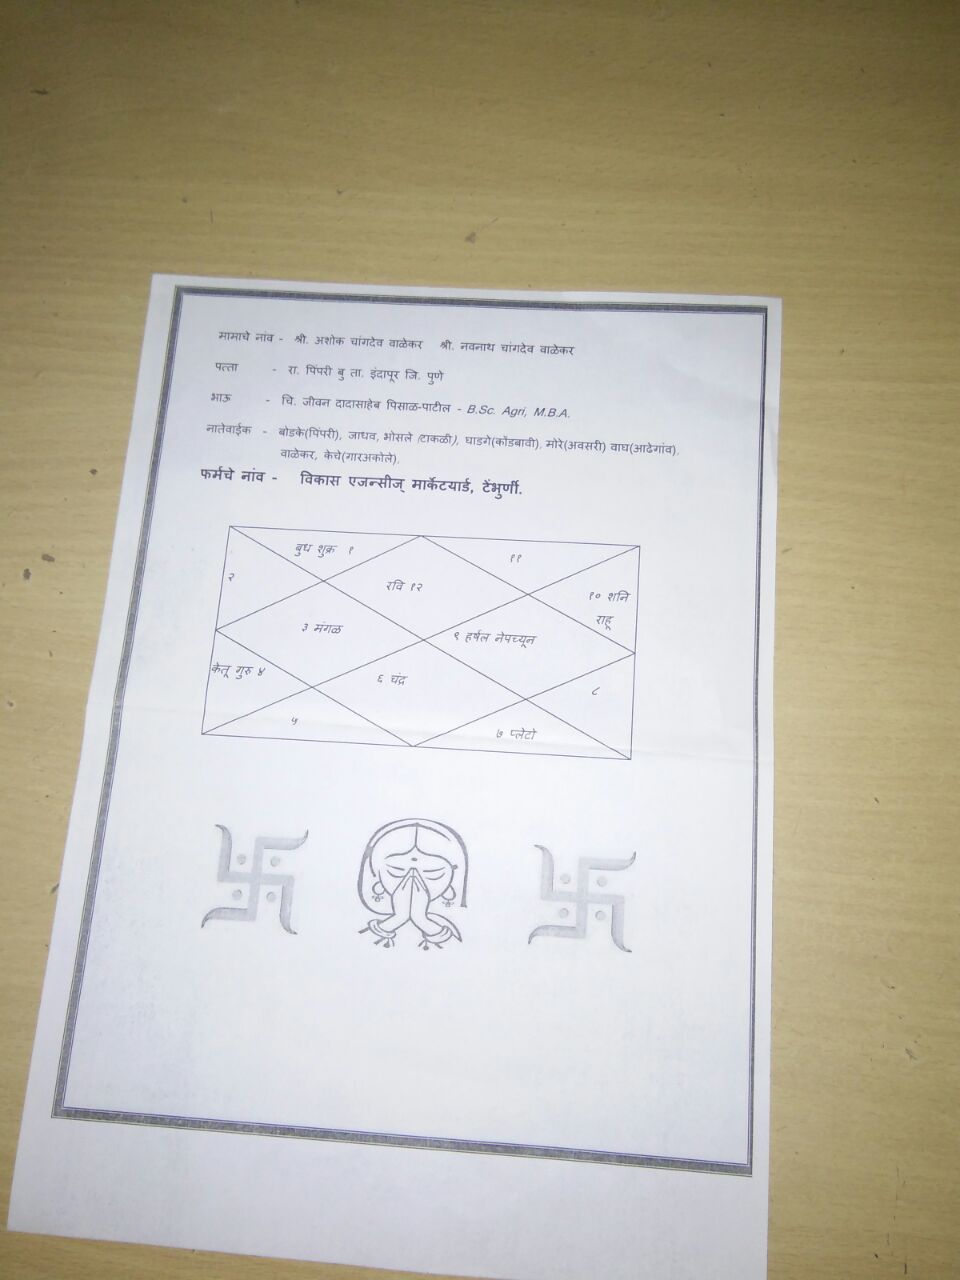 मामाचे नांव - श्री. अशोक चांगदेव वाळेकर श्री. नवनाथ चांगदेव वाळेकर
पत्ता - रा. पिंपरी बु ता. इंदापूर जि. पुणे
भाऊ - चि. जीवन दादासाहेब पिसाळ-पाटील - B.Sc. Agri, M.B.A.
नातेवाईक - बोडके(पिंपरी), जाधव, भोसले (टाकळी), घाडगे(कोंडबावी). मोरे(अवसरी) वाघ(आढेगांव).
वाळेकर, केचे(गारअकोले).
फर्मचे नांव - विकास एजन्सीज् मार्केटयार्ड, टेंभुर्णी.
बुध शुक्र १
११
२
रवि १२
१० शनि
राहू
३ मंगळ
९ हर्षल नेपच्यून
केतू गुरु ४
६ चंद्र
८
५
७ प्लेटो